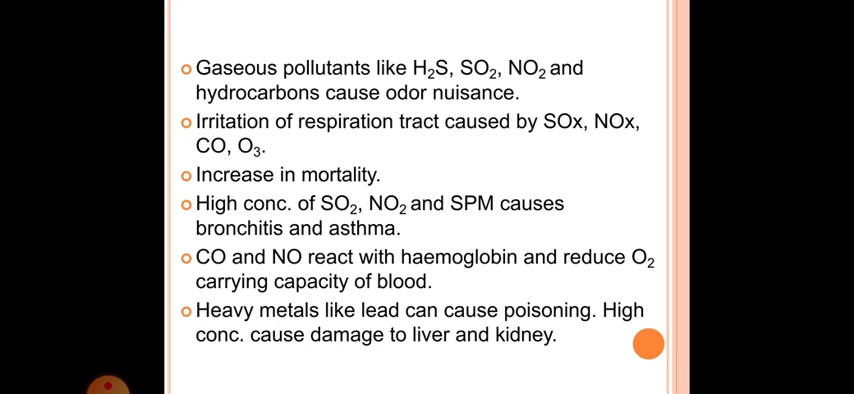 Gaseous pollutants like H₂S, SO₂, NO₂ and
hydrocarbons cause odor nuisance.
Irritation of respiration tract caused by SOx, NOx,
CO, O₃.
Increase in mortality.
High conc. of SO₂, NO₂ and SPM causes
bronchitis and asthma.
CO and NO react with haemoglobin and reduce O₂
carrying capacity of blood.
Heavy metals like lead can cause poisoning. High
conc. cause damage to liver and kidney.